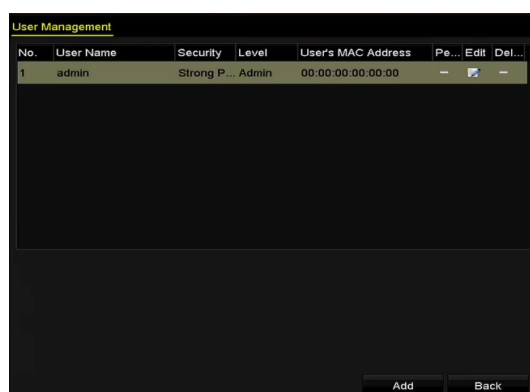 User Management
No. User Name Security Level User's MAC Address Pe... Edit Del...
1 admin Strong P... Admin 00:00:00:00:00:00 — —
Add Back